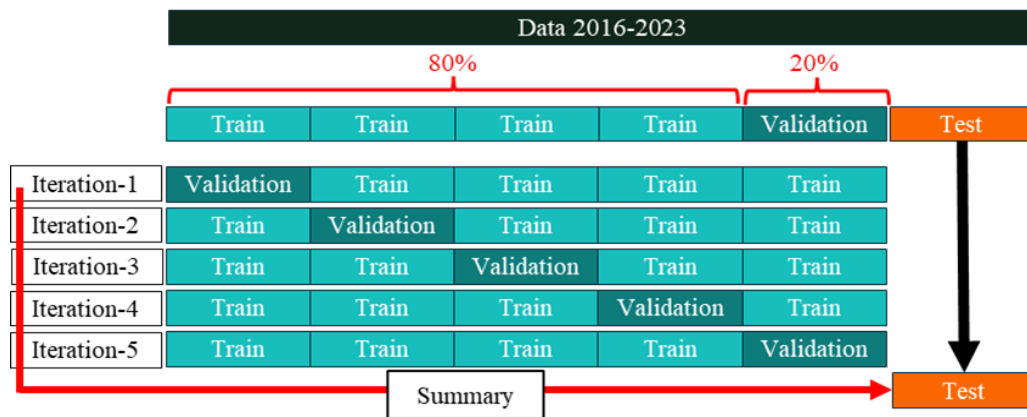 Data 2016-2023
80% 20%
Train Train Train Train Validation Test
Iteration-1 Validation Train Train Train Train
Iteration-2 Train Validation Train Train Train
Iteration-3 Train Train Validation Train Train
Iteration-4 Train Train Train Validation Train
Iteration-5 Train Train Train Train Validation
Summary Test